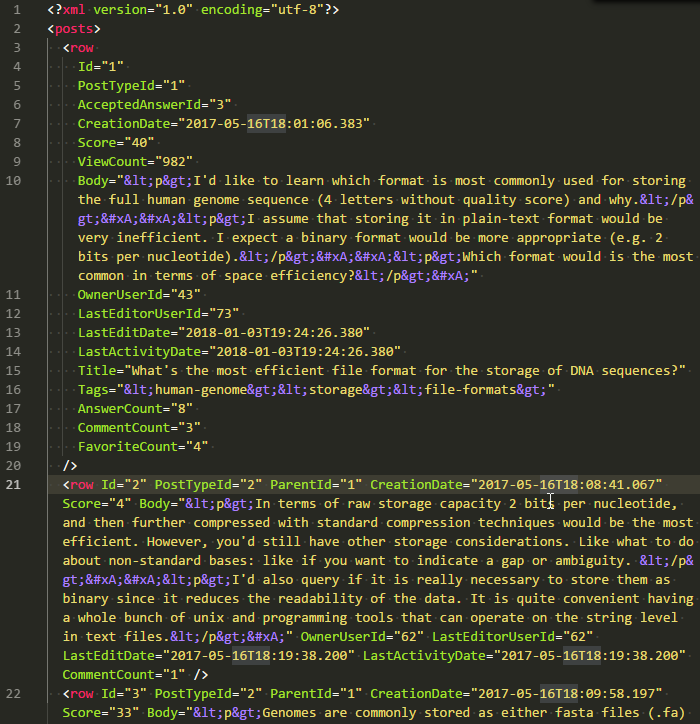 1 <?xml version="1.0" encoding="utf-8"?>
2 <posts>
3 <row
4 Id="1"
5 PostTypeId="1"
6 AcceptedAnswerId="3"
7 CreationDate="2017-05-16T18:01:06.383"
8 Score="40"
9 ViewCount="982"
10 Body="&lt;p&gt;I'd like to learn which format is most commonly used for storing
the full human genome sequence (4 letters without quality score) and why.&lt;/p&
gt;&#xA;&#xA;&lt;p&gt;I assume that storing it in plain-text format would be
very inefficient. I expect a binary format would be more appropriate (e.g. 2
bits per nucleotide).&lt;/p&gt;&#xA;&#xA;&lt;p&gt;Which format would is the most
common in terms of space efficiency?&lt;/p&gt;&#xA;"
11 OwnerUserId="43"
12 LastEditorUserId="73"
13 LastEditDate="2018-01-03T19:24:26.380"
14 LastActivityDate="2018-01-03T19:24:26.380"
15 Title="What's the most efficient file format for the storage of DNA sequences?"
16 Tags="&lt;human-genome&gt;&lt;storage&gt;&lt;file-formats&gt;"
17 AnswerCount="8"
18 CommentCount="3"
19 FavoriteCount="4"
20 />
21 <row Id="2" PostTypeId="2" ParentId="1" CreationDate="2017-05-16T18:08:41.067"
Score="4" Body="&lt;p&gt;In terms of raw storage capacity 2 bits per nucleotide,
and then further compressed with standard compression techniques would be the most
efficient. However, you'd still have other storage considerations. Like what to do
about non-standard bases: like if you want to indicate a gap or ambiguity. &lt;/p&
gt;&#xA;&#xA;&lt;p&gt;I'd also query if it is really necessary to store them as
binary since it reduces the readability of the data. It is quite convenient having
a whole bunch of unix and programming tools that can operate on the string level
in text files.&lt;/p&gt;&#xA;" OwnerUserId="62" LastEditorUserId="62"
LastEditDate="2017-05-16T18:19:38.200" LastActivityDate="2017-05-16T18:19:38.200"
CommentCount="1" />
22 <row Id="3" PostTypeId="2" ParentId="1" CreationDate="2017-05-16T18:09:58.197"
Score="33" Body="&lt;p&gt;Genomes are commonly stored as either fasta files (.fa)